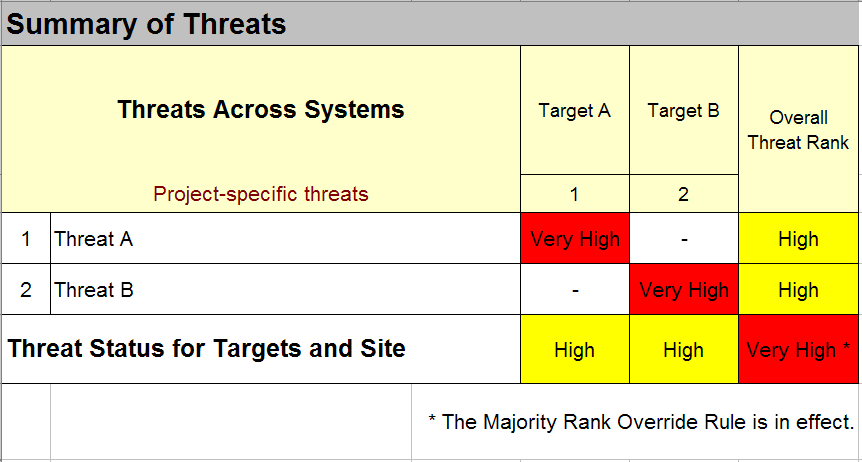 Summary of Threats
Threats Across Systems
Target A
Target B
Overall
Threat Rank
Project-specific threats
1
2
1 Threat A Very High - High
2 Threat B - Very High High
Threat Status for Targets and Site High High Very High *
* The Majority Rank Override Rule is in effect.